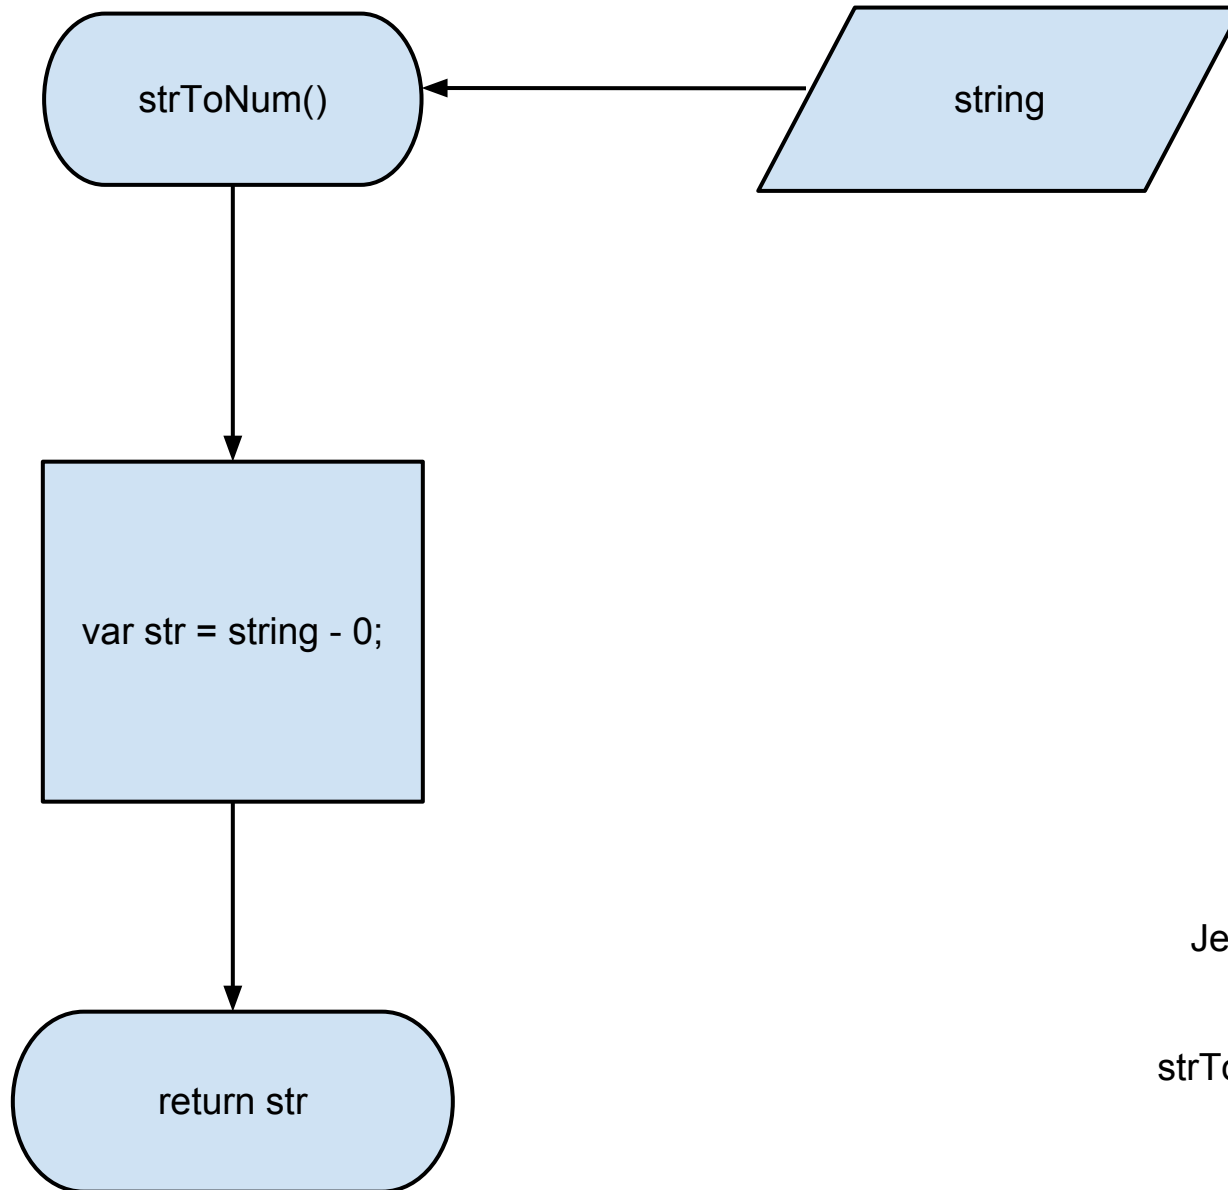 strToNum()
string
var str = string - 0;
return str